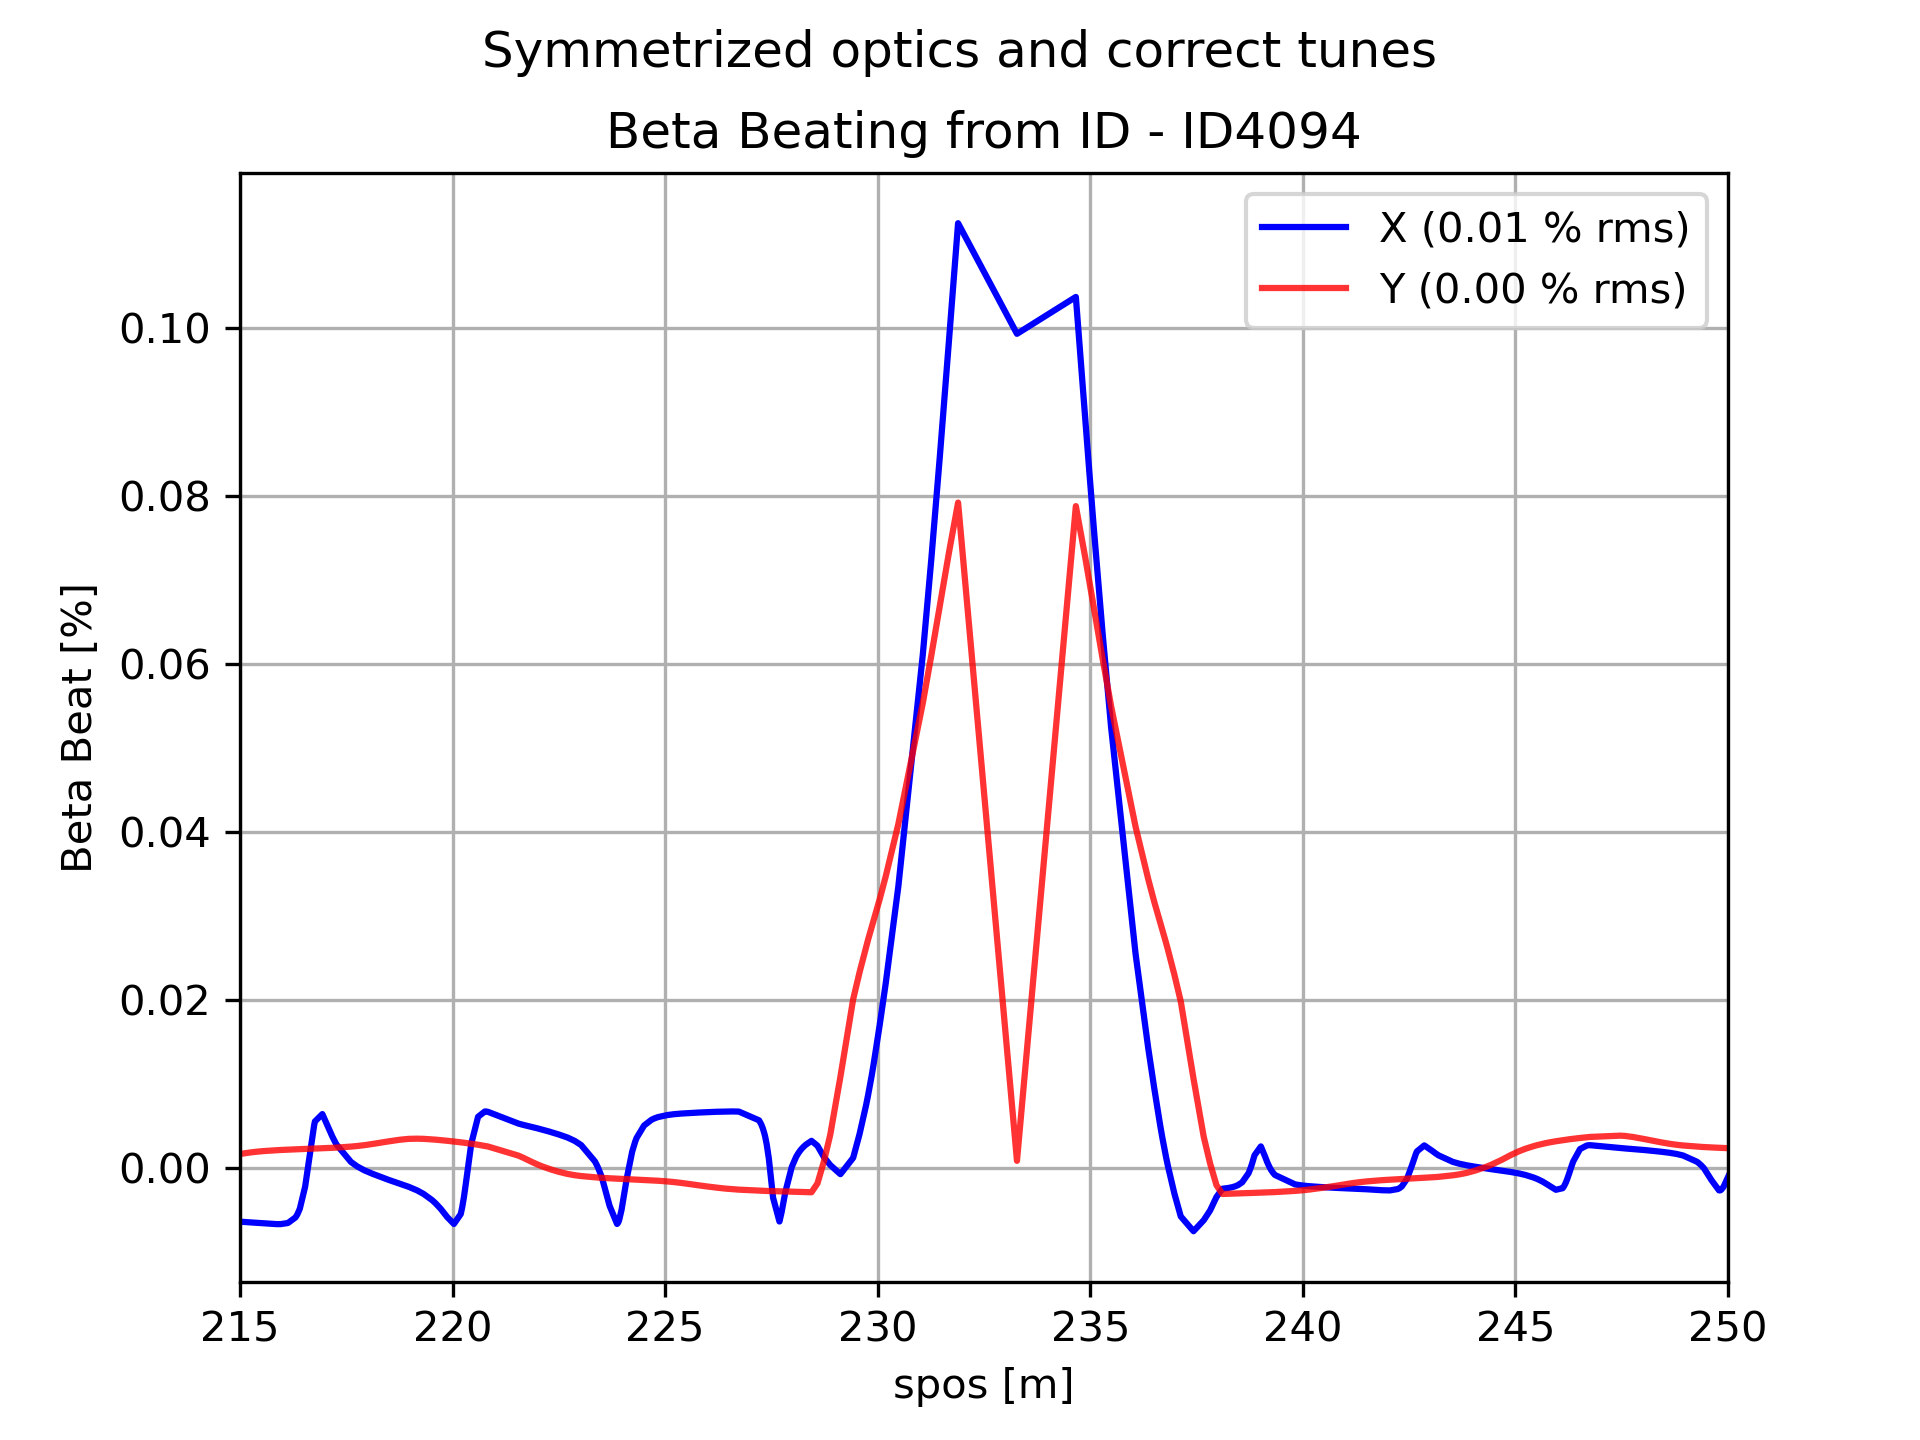 Symmetrized optics and correct tunes
Beta Beating from ID - ID4094
X (0.01 % rms)
Y (0.00 % rms)
0.10
0.08
0.06
0.04
0.02
0.00
Beta Beat [%]
215 220 225 230 235 240 245 250
spos [m]